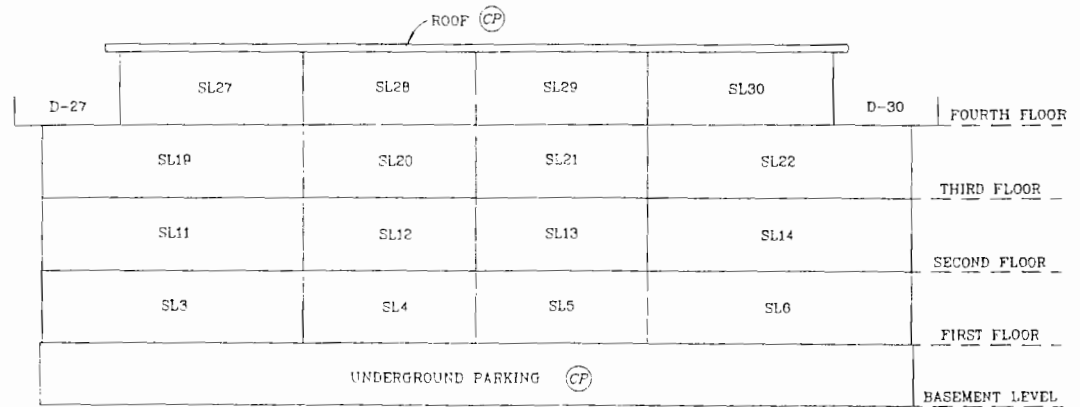 ROOF CP
SL27 SL28 SL29 SL30
D-27 D-30
FOURTH FLOOR
SL19 SL20 SL21 SL22
THIRD FLOOR
SL11 SL12 SL13 SL14
SECOND FLOOR
SL3 SL4 SL5 SL6
FIRST FLOOR
UNDERGROUND PARKING CP
BASEMENT LEVEL